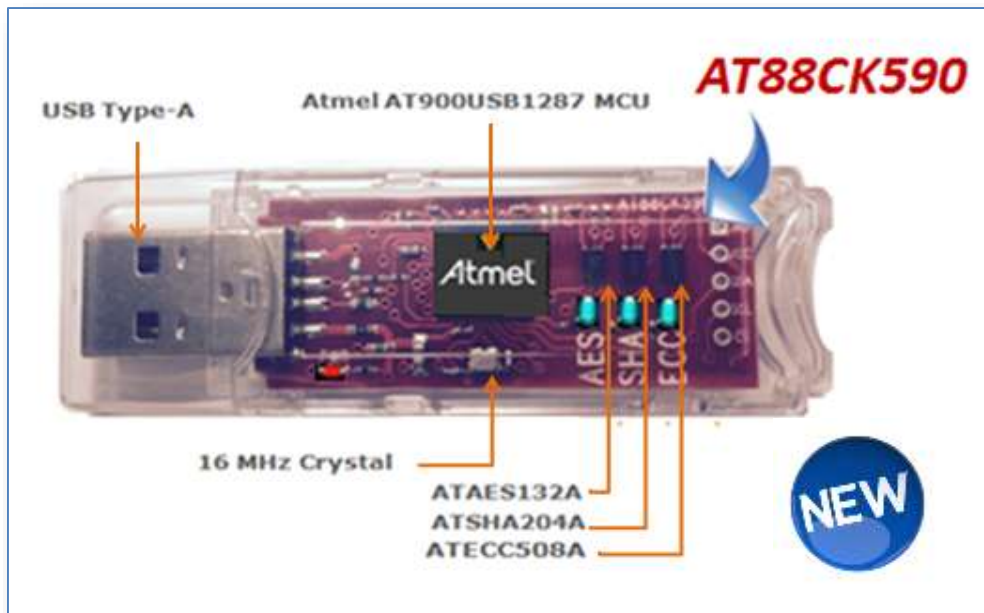 AT88CK590
USB Type-A
Atmel AT900USB1287 MCU
Atmel
AES
SHA
ECC
16 MHz Crystal
ATAES132A
ATSHA204A
ATECC508A
NEW